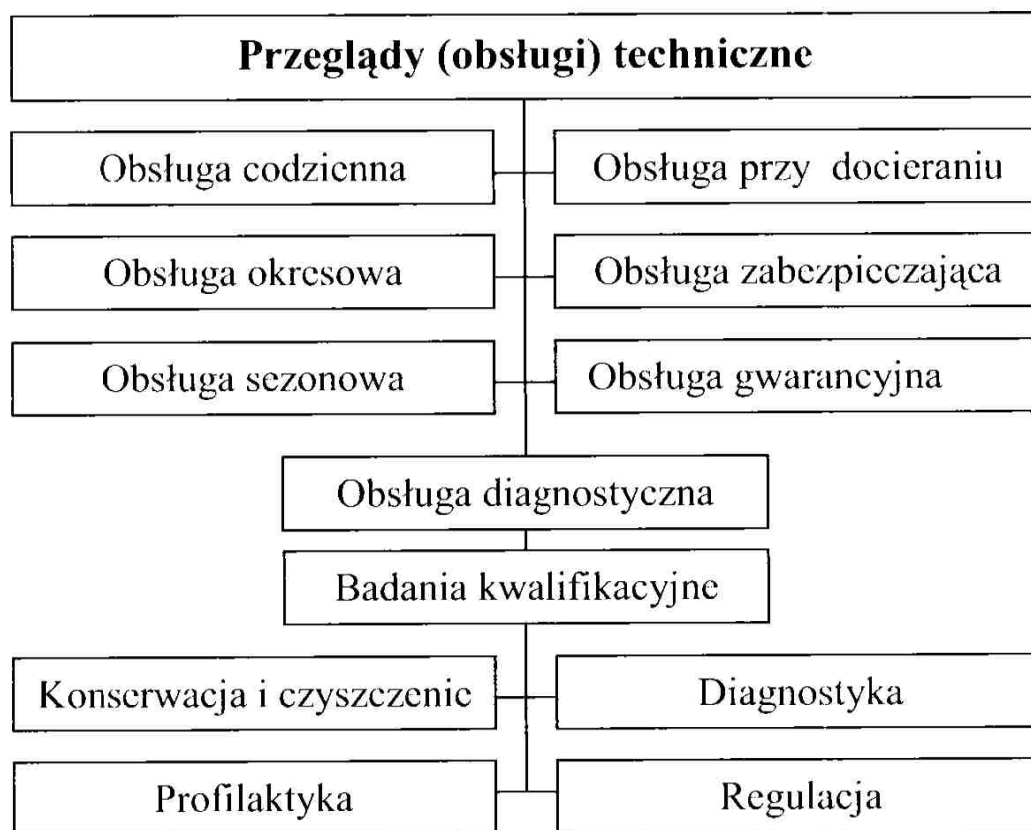 Przeglądy (obsługi) techniczne
Obsługa codzienna
Obsługa przy docieraniu
Obsługa okresowa
Obsługa zabezpieczająca
Obsługa sezonowa
Obsługa gwarancyjna
Obsługa diagnostyczna
Badania kwalifikacyjne
Konserwacja i czyszczenie
Diagnostyka
Profilaktyka
Regulacja